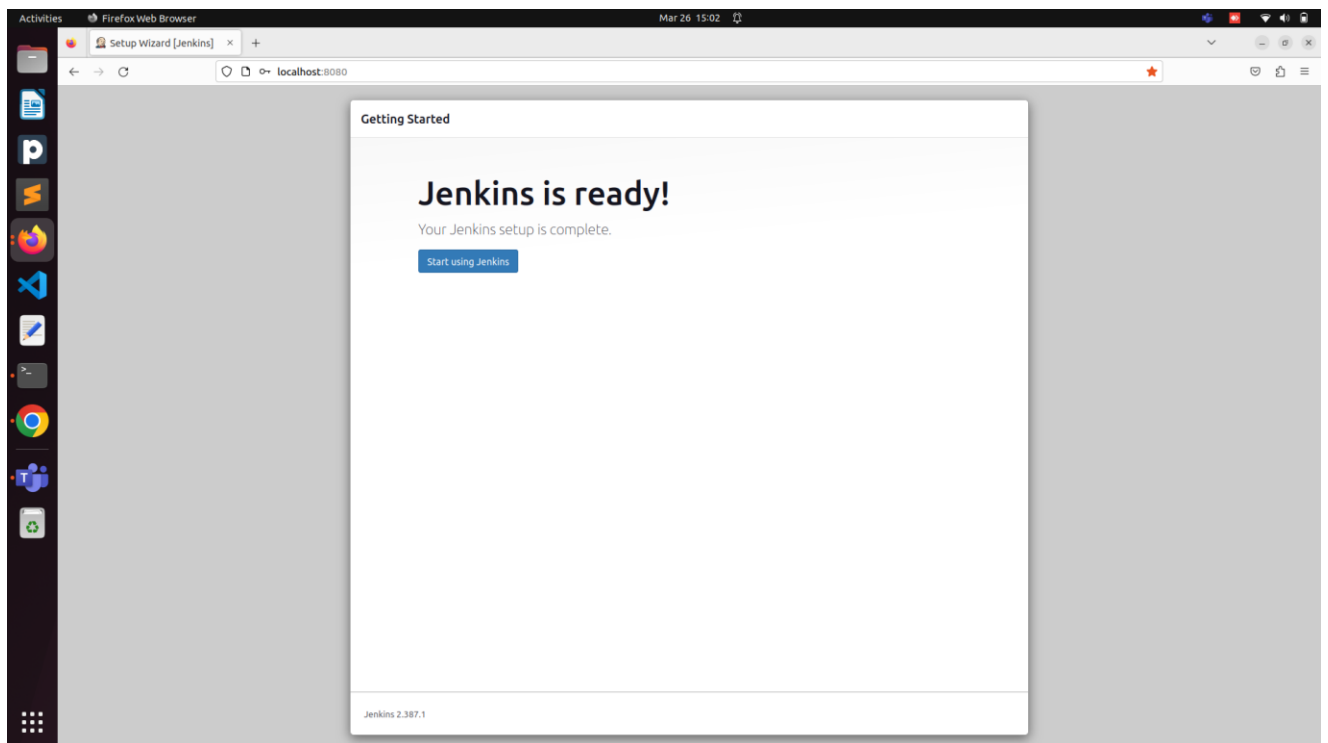 Activities Firefox Web Browser Mar 26 15:02
Setup Wizard [Jenkins]
localhost:8080
Getting Started
Jenkins is ready!
Your Jenkins setup is complete.
Start using Jenkins
Jenkins 2.387.1